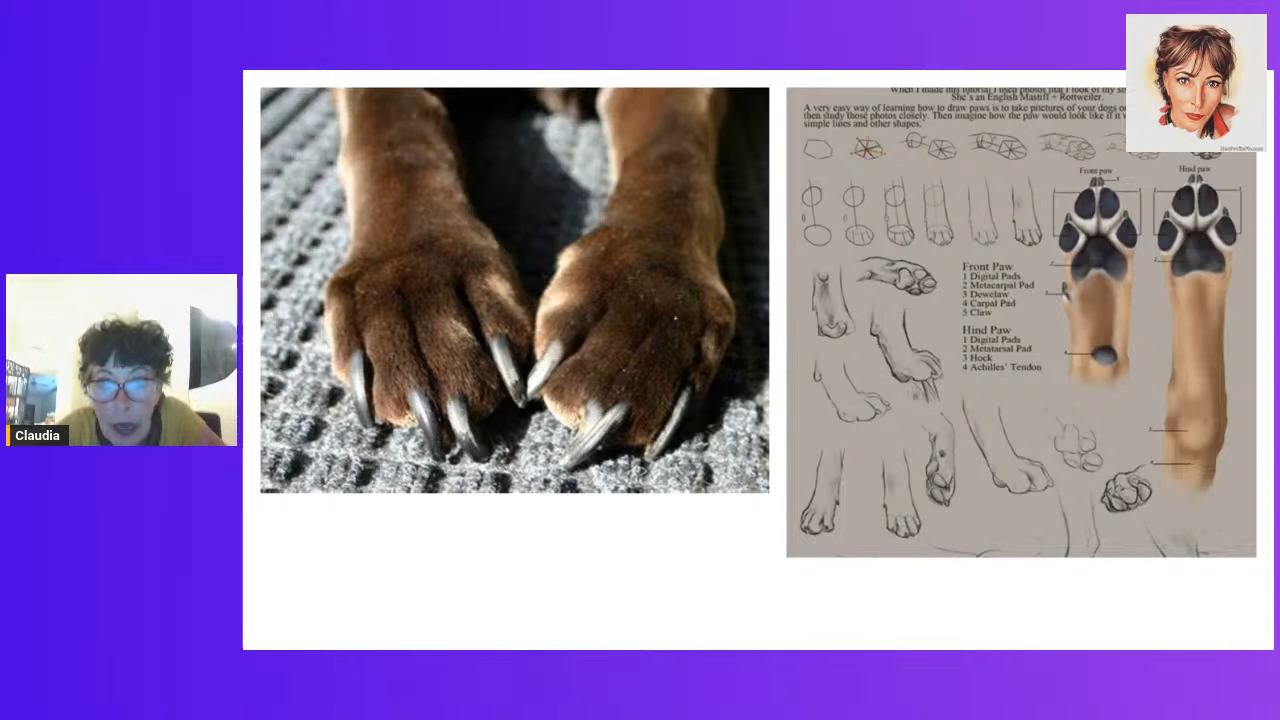 When I made this tutorial I used photos that I took of my
She's an English Mastiff + Rottweiler.
A very easy way of learning how to draw paws is to take pitctures of your dogs
then study those photos closely. Then imagine how the paw would look like if it
simple lines and other shapes.
Front paw
Hind paw
Front Paw
1 Digital Pads
2 Metacarpal Pad
3 Dewclaw
4 Carpal Pad
5 Claw
Hind Paw
1 Digital Pads
2 Metatarsal Pad
3 Hock
4 Achilles' Tendon
Claudia